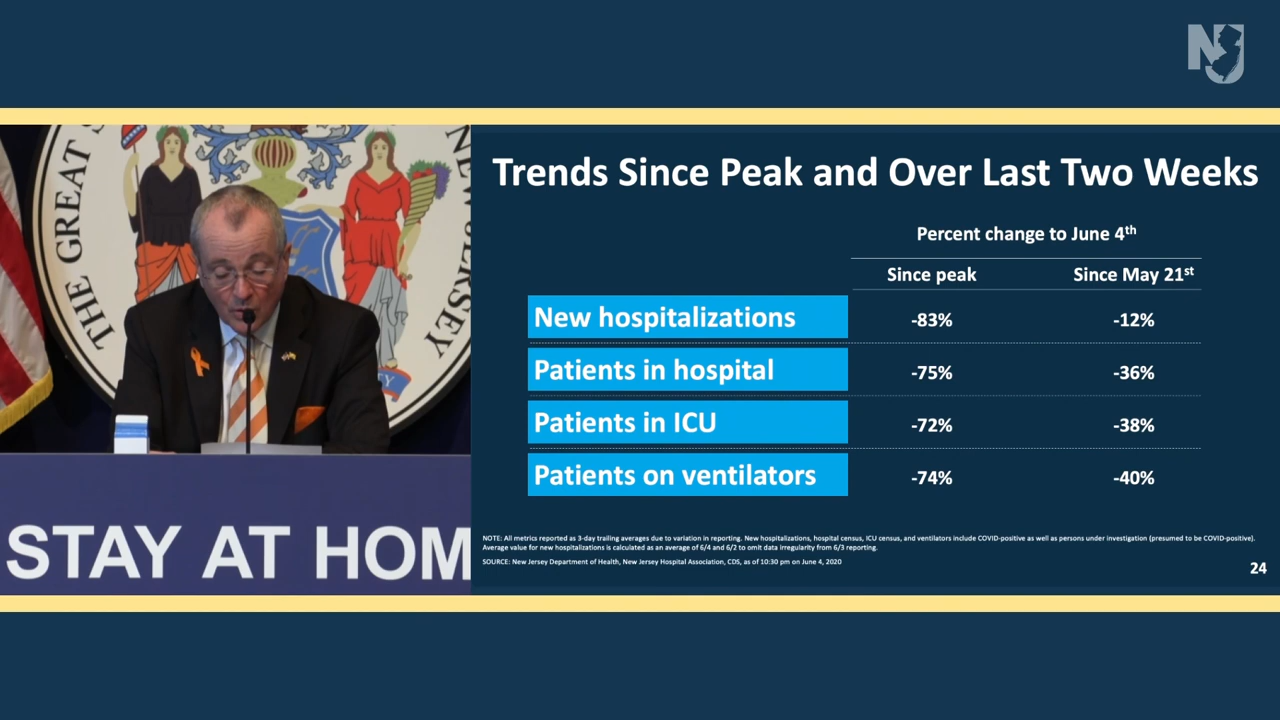 NJ
THE GREAT S
NEW JERSEY
STAY AT HOM
Trends Since Peak and Over Last Two Weeks
Percent change to June 4th
Since peak Since May 21st
New hospitalizations -83% -12%
Patients in hospital -75% -36%
Patients in ICU -72% -38%
Patients on ventilators -74% -40%
NOTE: All metrics reported as 3-day trailing averages due to variation in reporting. New hospitalizations, hospital census, ICU census, and ventilators include COVID-positive as well as persons under investigation (presumed to be COVID-positive).
Average value for new hospitalizations is calculated as an average of 6/4 and 6/2 to omit data irregularity from 6/3 reporting.
SOURCE: New Jersey Department of Health, New Jersey Hospital Association, CDS, as of 10:30 pm on June 4, 2020
24